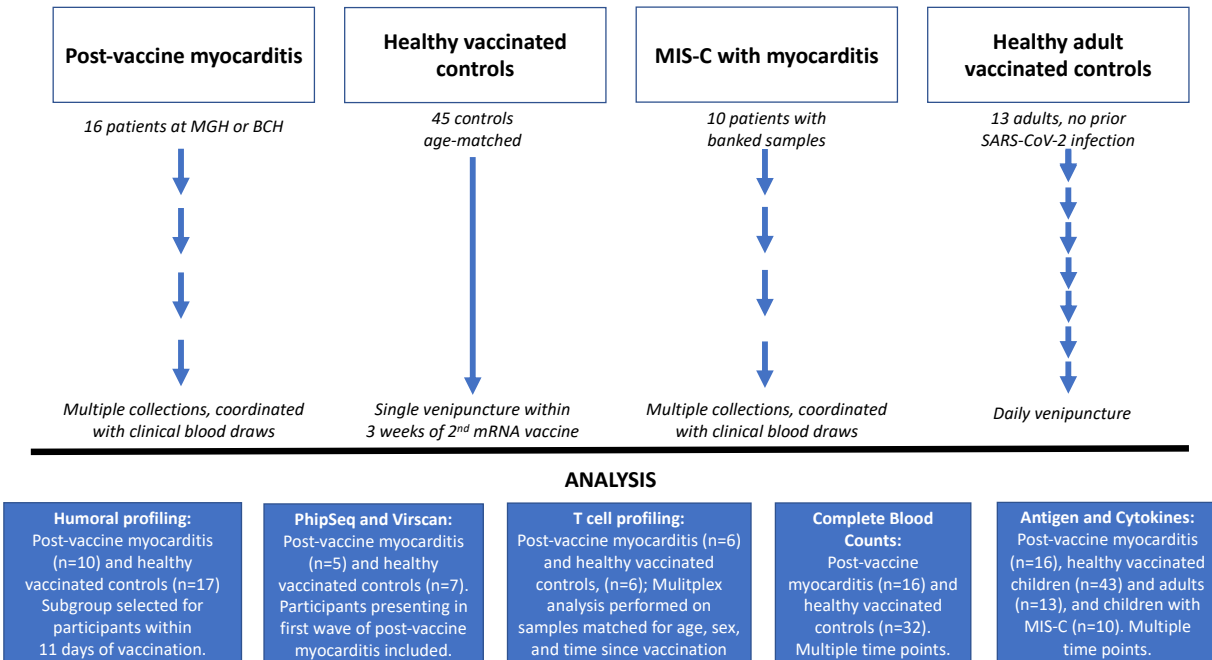 Post-vaccine myocarditis
Healthy vaccinated
controls
MIS-C with myocarditis
Healthy adult
vaccinated controls
16 patients at MGH or BCH
45 controls
age-matched
10 patients with
banked samples
13 adults, no prior
SARS-CoV-2 infection
Multiple collections, coordinated
with clinical blood draws
Single venipuncture within
3 weeks of 2nd mRNA vaccine
Multiple collections, coordinated
with clinical blood draws
Daily venipuncture
ANALYSIS
Humoral profiling:
Post-vaccine myocarditis
(n=10) and healthy
vaccinated controls (n=17)
Subgroup selected for
participants within
11 days of vaccination.
PhipSeq and Virscan:
Post-vaccine myocarditis
(n=5) and healthy
vaccinated controls (n=7).
Participants presenting in
first wave of post-vaccine
myocarditis included.
T cell profiling:
Post-vaccine myocarditis (n=6)
and healthy vaccinated
controls, (n=6); Mulitplex
analysis performed on
samples matched for age, sex,
and time since vaccination
Complete Blood
Counts:
Post-vaccine
myocarditis (n=16) and
healthy vaccinated
controls (n=32).
Multiple time points.
Antigen and Cytokines:
Post-vaccine myocarditis
(n=16), healthy vaccinated
children (n=43) and adults
(n=13), and children with
MIS-C (n=10). Multiple
time points.